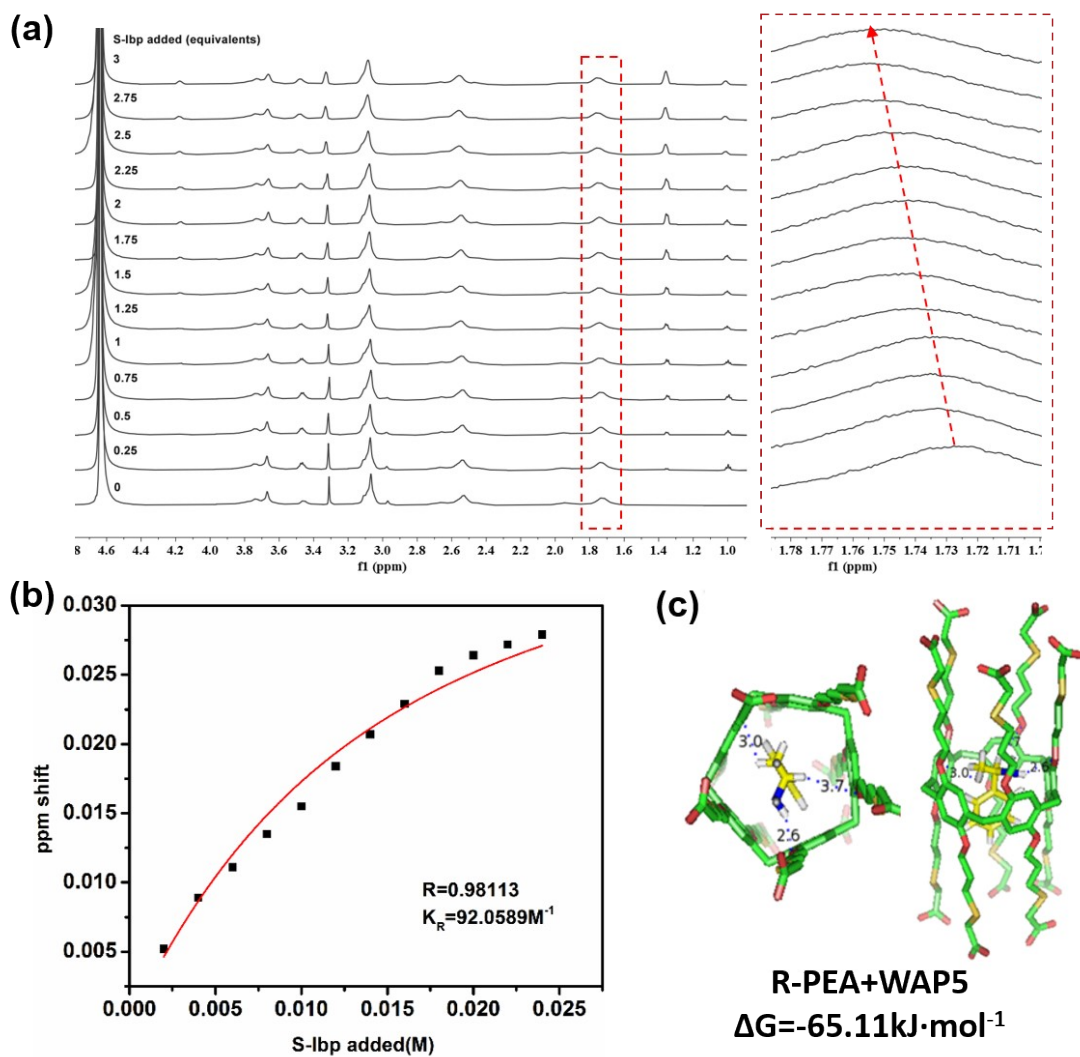 (a)
S-Ibp added (equivalents)
3
2.75
2.5
2.25
2
1.75
1.5
1.25
1
0.75
0.5
0.25
0
8 4.6 4.4 4.2 4.0 3.8 3.6 3.4 3.2 3.0 2.8 2.6 2.4 2.2 2.0 1.8 1.6 1.4 1.2 1.0
f1 (ppm)
1.78 1.77 1.76 1.75 1.74 1.73 1.72 1.71 1.7
f1 (ppm)
(b)
0.030
0.025
0.020
0.015
0.010
0.005
ppm shift
R=0.98113
K_R=92.0589M⁻¹
0.000 0.005 0.010 0.015 0.020 0.025
S-Ibp added(M)
(c)
3.0
3.7
2.6
3.0
2.6
R-PEA+WAP5
ΔG=-65.11kJ·mol⁻¹